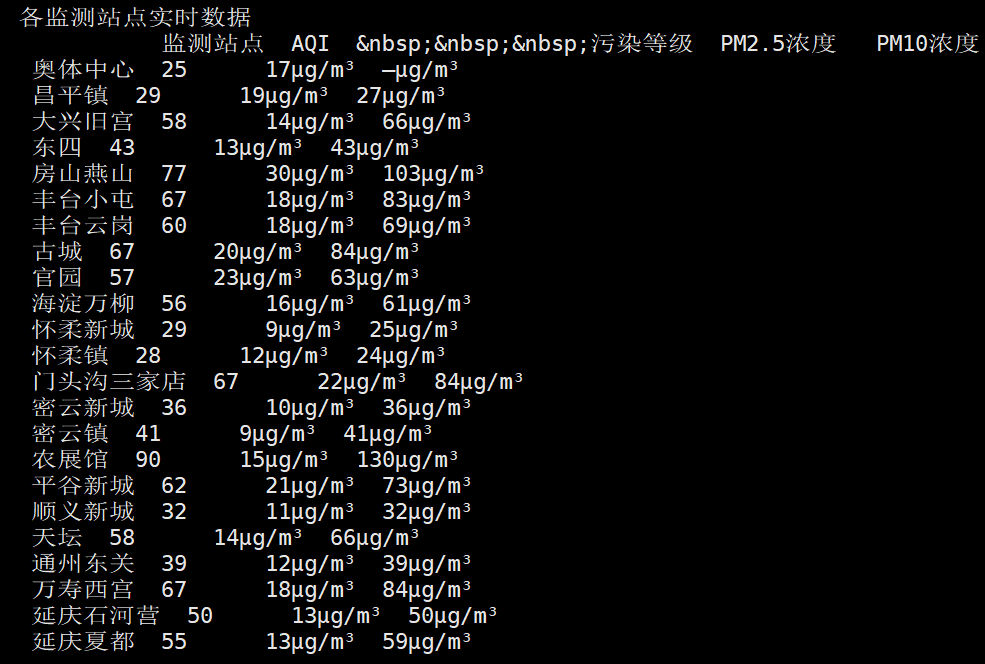 各监测站点实时数据
监测站点 AQI &nbsp;&nbsp;&nbsp;污染等级 PM2.5浓度 PM10浓度
奥体中心 25 17μg/m³ —μg/m³
昌平镇 29 19μg/m³ 27μg/m³
大兴旧宫 58 14μg/m³ 66μg/m³
东四 43 13μg/m³ 43μg/m³
房山燕山 77 30μg/m³ 103μg/m³
丰台小屯 67 18μg/m³ 83μg/m³
丰台云岗 60 18μg/m³ 69μg/m³
古城 67 20μg/m³ 84μg/m³
官园 57 23μg/m³ 63μg/m³
海淀万柳 56 16μg/m³ 61μg/m³
怀柔新城 29 9μg/m³ 25μg/m³
怀柔镇 28 12μg/m³ 24μg/m³
门头沟三家店 67 22μg/m³ 84μg/m³
密云新城 36 10μg/m³ 36μg/m³
密云镇 41 9μg/m³ 41μg/m³
农展馆 90 15μg/m³ 130μg/m³
平谷新城 62 21μg/m³ 73μg/m³
顺义新城 32 11μg/m³ 32μg/m³
天坛 58 14μg/m³ 66μg/m³
通州东关 39 12μg/m³ 39μg/m³
万寿西宫 67 18μg/m³ 84μg/m³
延庆石河营 50 13μg/m³ 50μg/m³
延庆夏都 55 13μg/m³ 59μg/m³